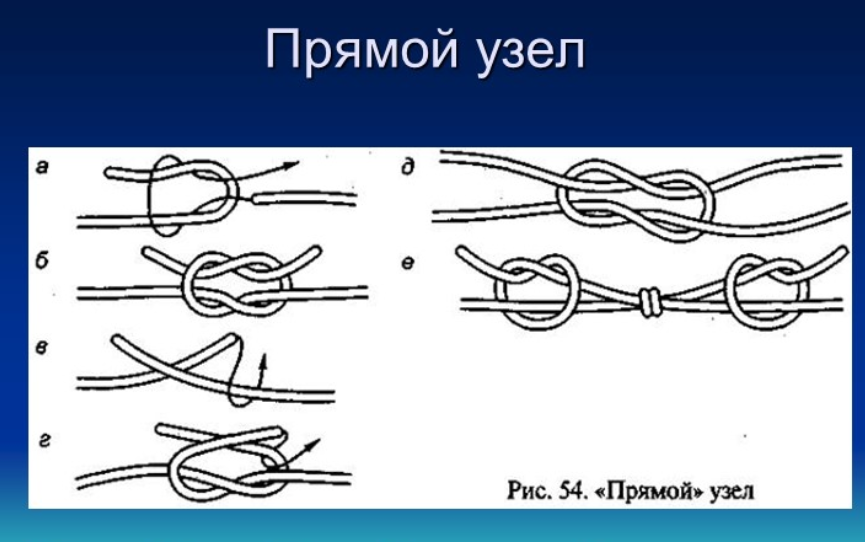 Прямой узел
а
б
в
г
д
е
Рис. 54. «Прямой» узел